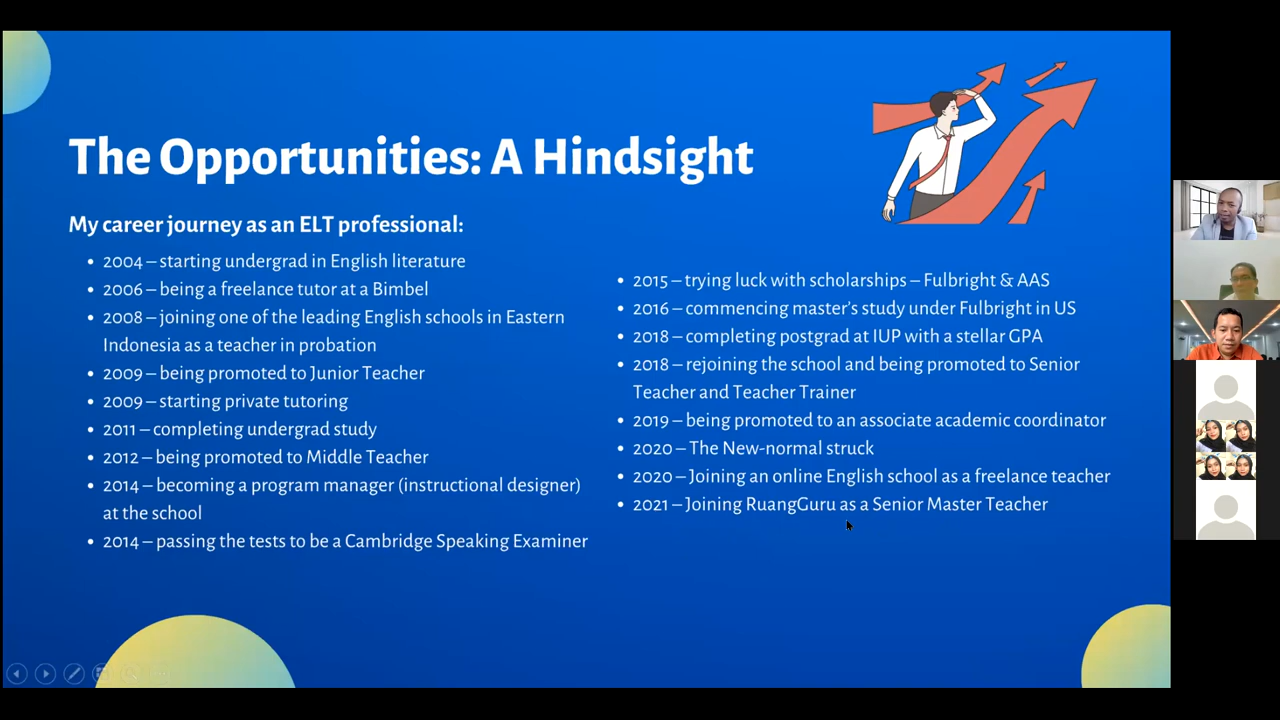 The Opportunities: A Hindsight
My career journey as an ELT professional:
• 2004 – starting undergrad in English literature
• 2006 – being a freelance tutor at a Bimbel
• 2008 – joining one of the leading English schools in Eastern
Indonesia as a teacher in probation
• 2009 – being promoted to Junior Teacher
• 2009 – starting private tutoring
• 2011 – completing undergrad study
• 2012 – being promoted to Middle Teacher
• 2014 – becoming a program manager (instructional designer)
at the school
• 2014 – passing the tests to be a Cambridge Speaking Examiner
• 2015 – trying luck with scholarships – Fulbright & AAS
• 2016 – commencing master's study under Fulbright in US
• 2018 – completing postgrad at IUP with a stellar GPA
• 2018 – rejoining the school and being promoted to Senior
Teacher and Teacher Trainer
• 2019 – being promoted to an associate academic coordinator
• 2020 – The New-normal struck
• 2020 – Joining an online English school as a freelance teacher
• 2021 – Joining RuangGuru as a Senior Master Teacher